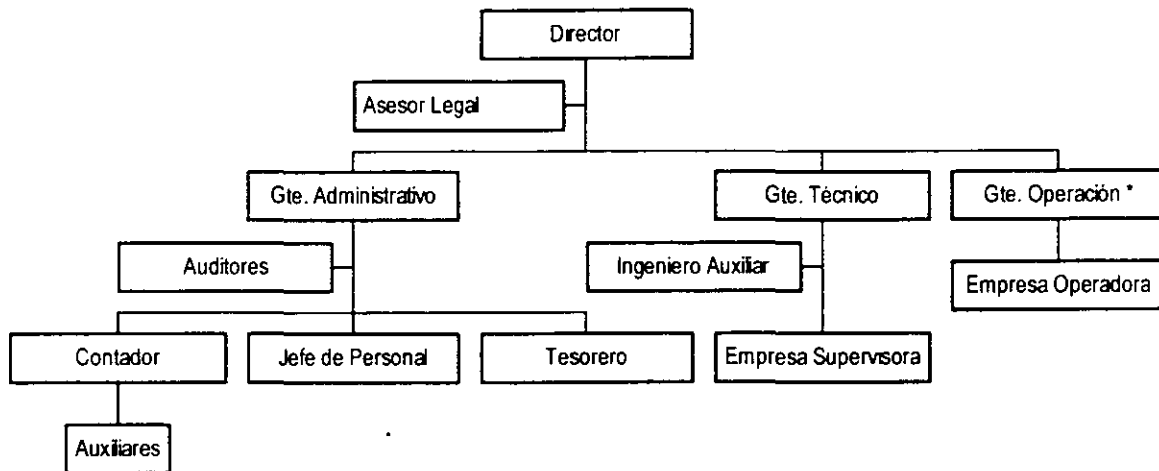 Director
Asesor Legal
Gte. Administrativo
Gte. Técnico
Gte. Operación *
Auditores
Ingeniero Auxiliar
Empresa Operadora
Contador
Jefe de Personal
Tesorero
Empresa Supervisora
Auxiliares